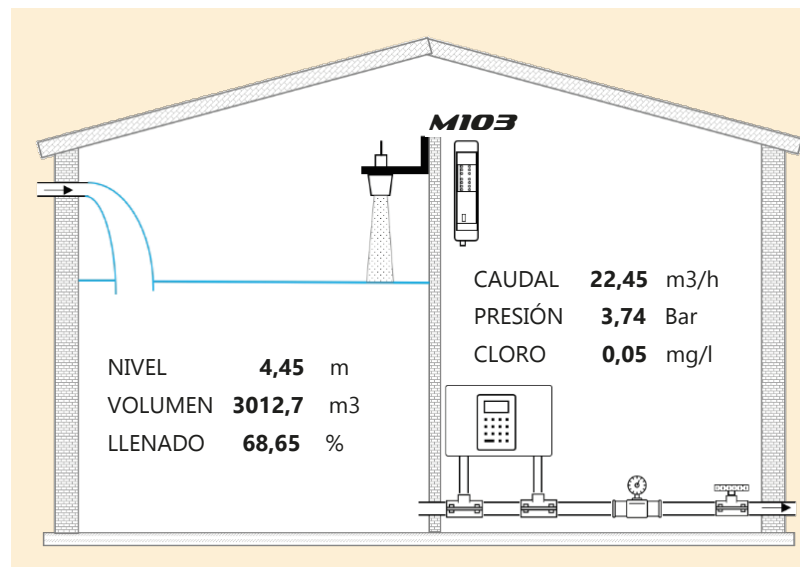 M103
CAUDAL 22,45 m3/h
PRESIÓN 3,74 Bar
CLORO 0,05 mg/l
NIVEL 4,45 m
VOLUMEN 3012,7 m3
LLENADO 68,65 %